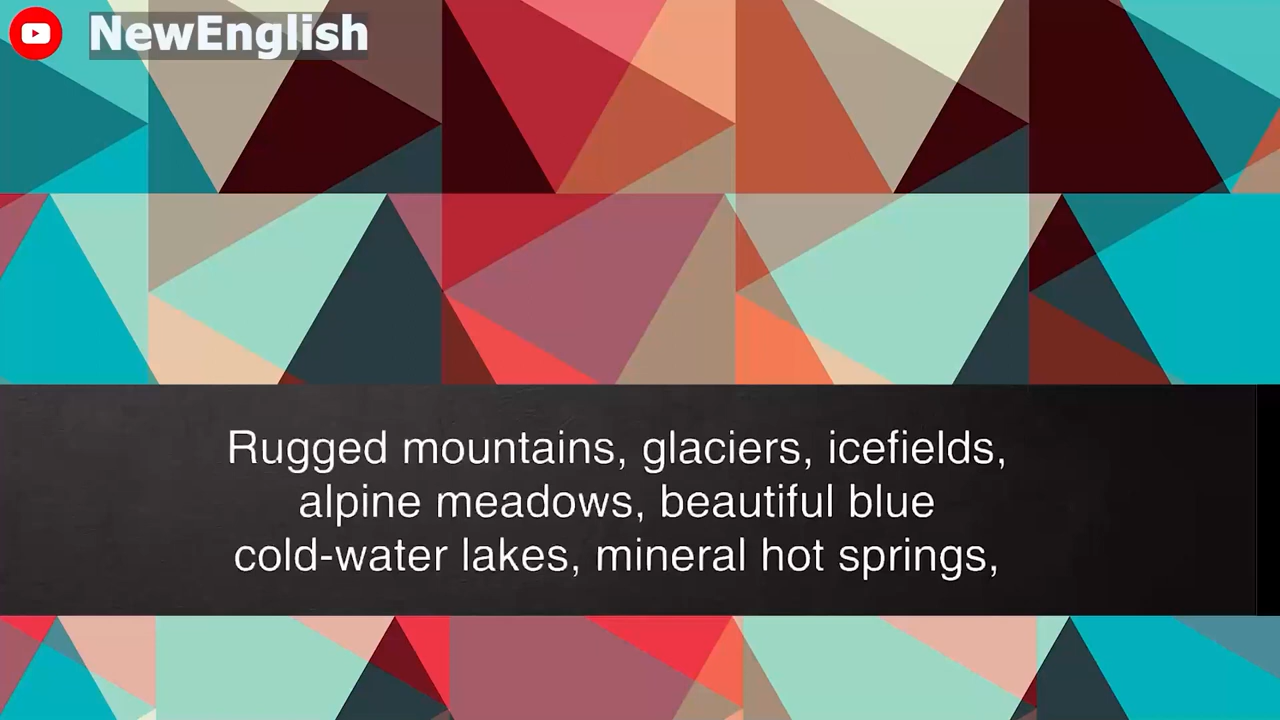 NewEnglish
Rugged mountains, glaciers, icefields,
alpine meadows, beautiful blue
cold-water lakes, mineral hot springs,